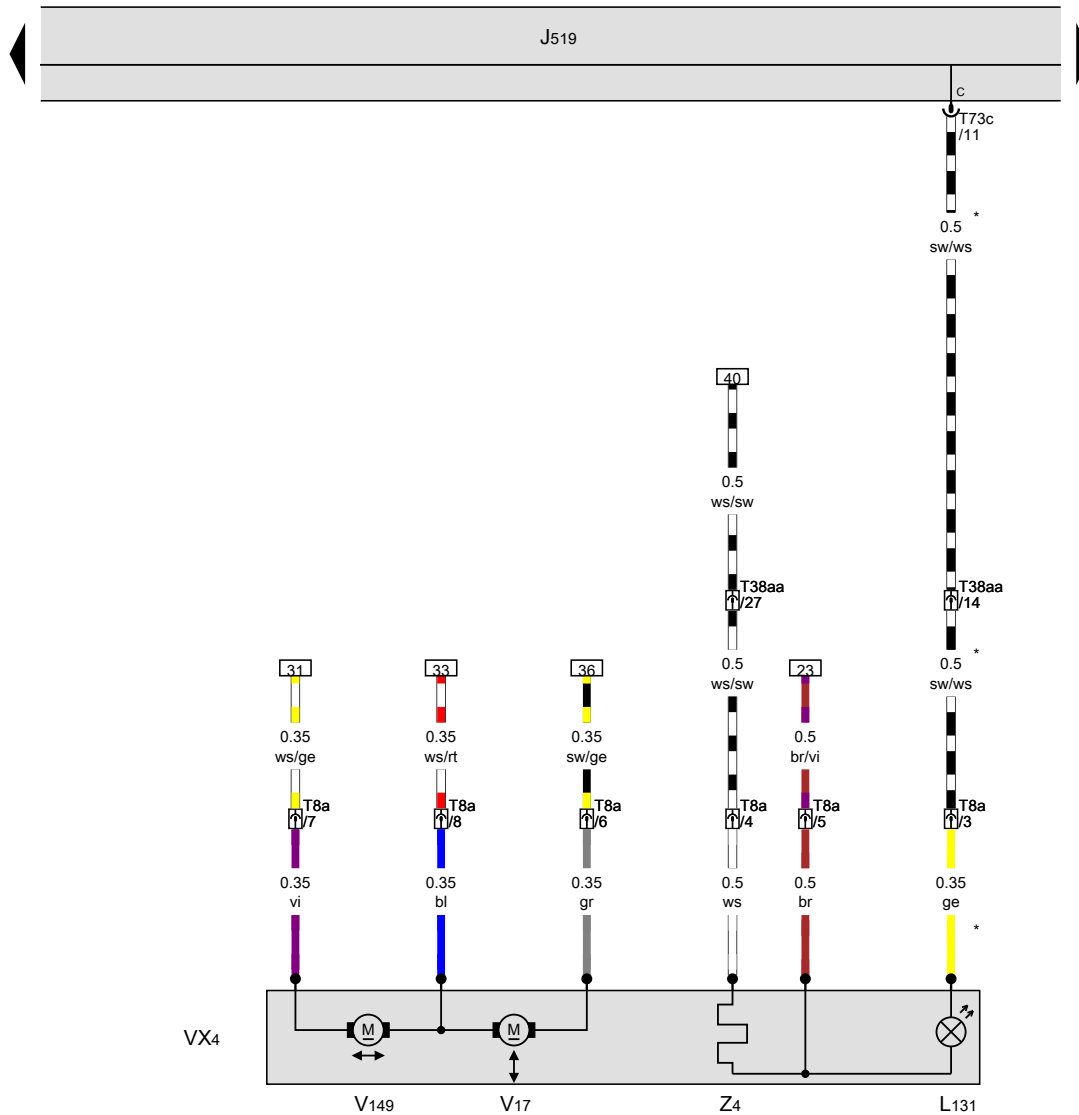 J519
C
T73c
/11
*
0.5
sw/ws
40
0.5
ws/sw
T38aa
/27
T38aa
/14
*
0.5
ws/sw
0.5
sw/ws
31
33
36
23
0.35
ws/ge
0.35
ws/rt
0.35
sw/ge
0.5
br/vi
T8a
/7
T8a
/8
T8a
/6
T8a
/4
T8a
/5
T8a
/3
0.35
vi
0.35
bl
0.35
gr
0.5
ws
0.5
br
0.35
ge
*
VX4
M
M
V149
V17
Z4
L131